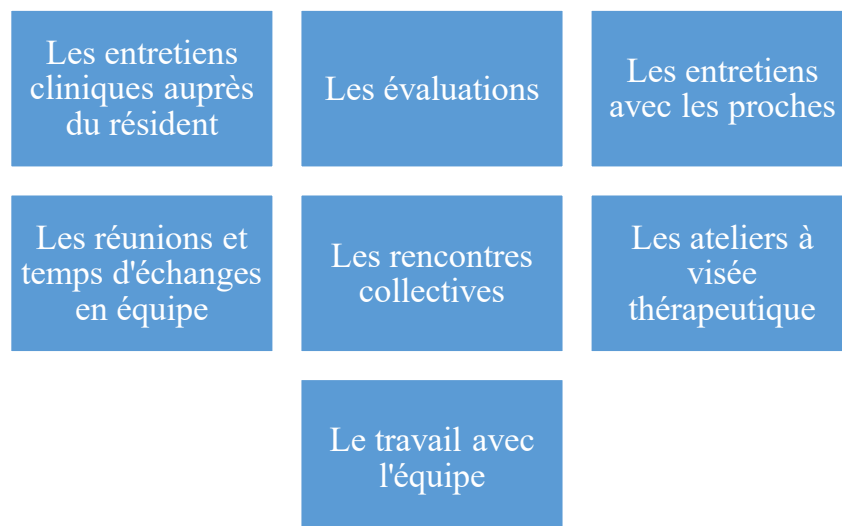 Les entretiens
cliniques auprès
du résident
Les évaluations
Les entretiens
avec les proches
Les réunions et
temps d'échanges
en équipe
Les rencontres
collectives
Les ateliers à
visée
thérapeutique
Le travail avec
l'équipe